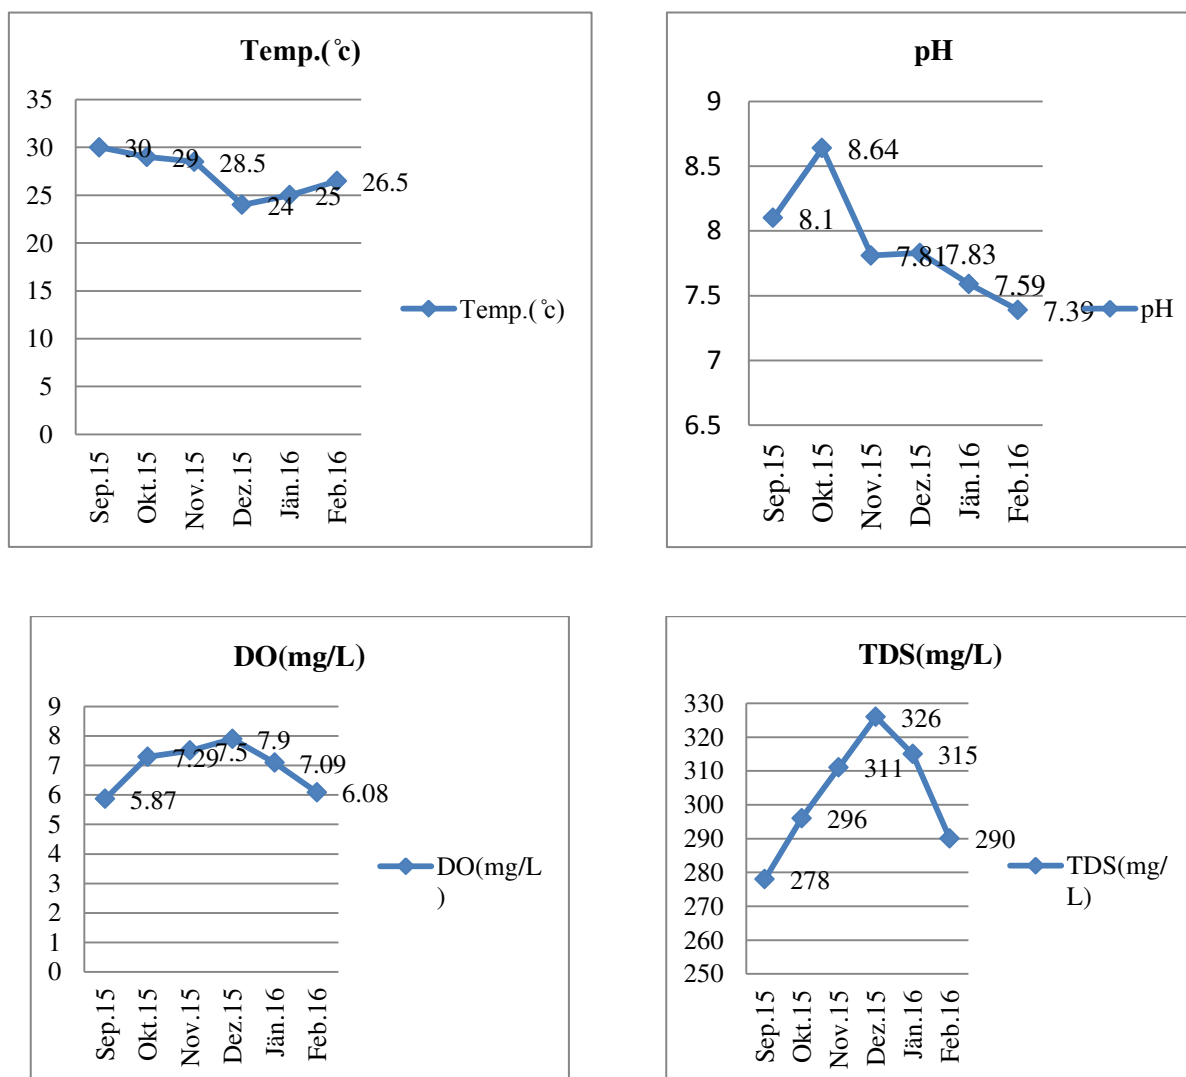 Temp.(℃)
35
30
25
20
15
10
5
0
30
29
28.5
24
25
26.5
Sep.15
Okt.15
Nov.15
Dez.15
Jän.16
Feb.16
Temp.(℃)
pH
9
8.5
8
7.5
7
6.5
8.1
8.64
7.81
7.83
7.59
7.39
Sep.15
Okt.15
Nov.15
Dez.15
Jän.16
Feb.16
pH
DO(mg/L)
9
8
7
6
5
4
3
2
1
0
5.87
7.29
7.5
7.9
7.09
6.08
Sep.15
Okt.15
Nov.15
Dez.15
Jän.16
Feb.16
DO(mg/L
)
TDS(mg/L)
330
320
310
300
290
280
270
260
250
278
296
311
326
315
290
Sep.15
Okt.15
Nov.15
Dez.15
Jän.16
Feb.16
TDS(mg/
L)